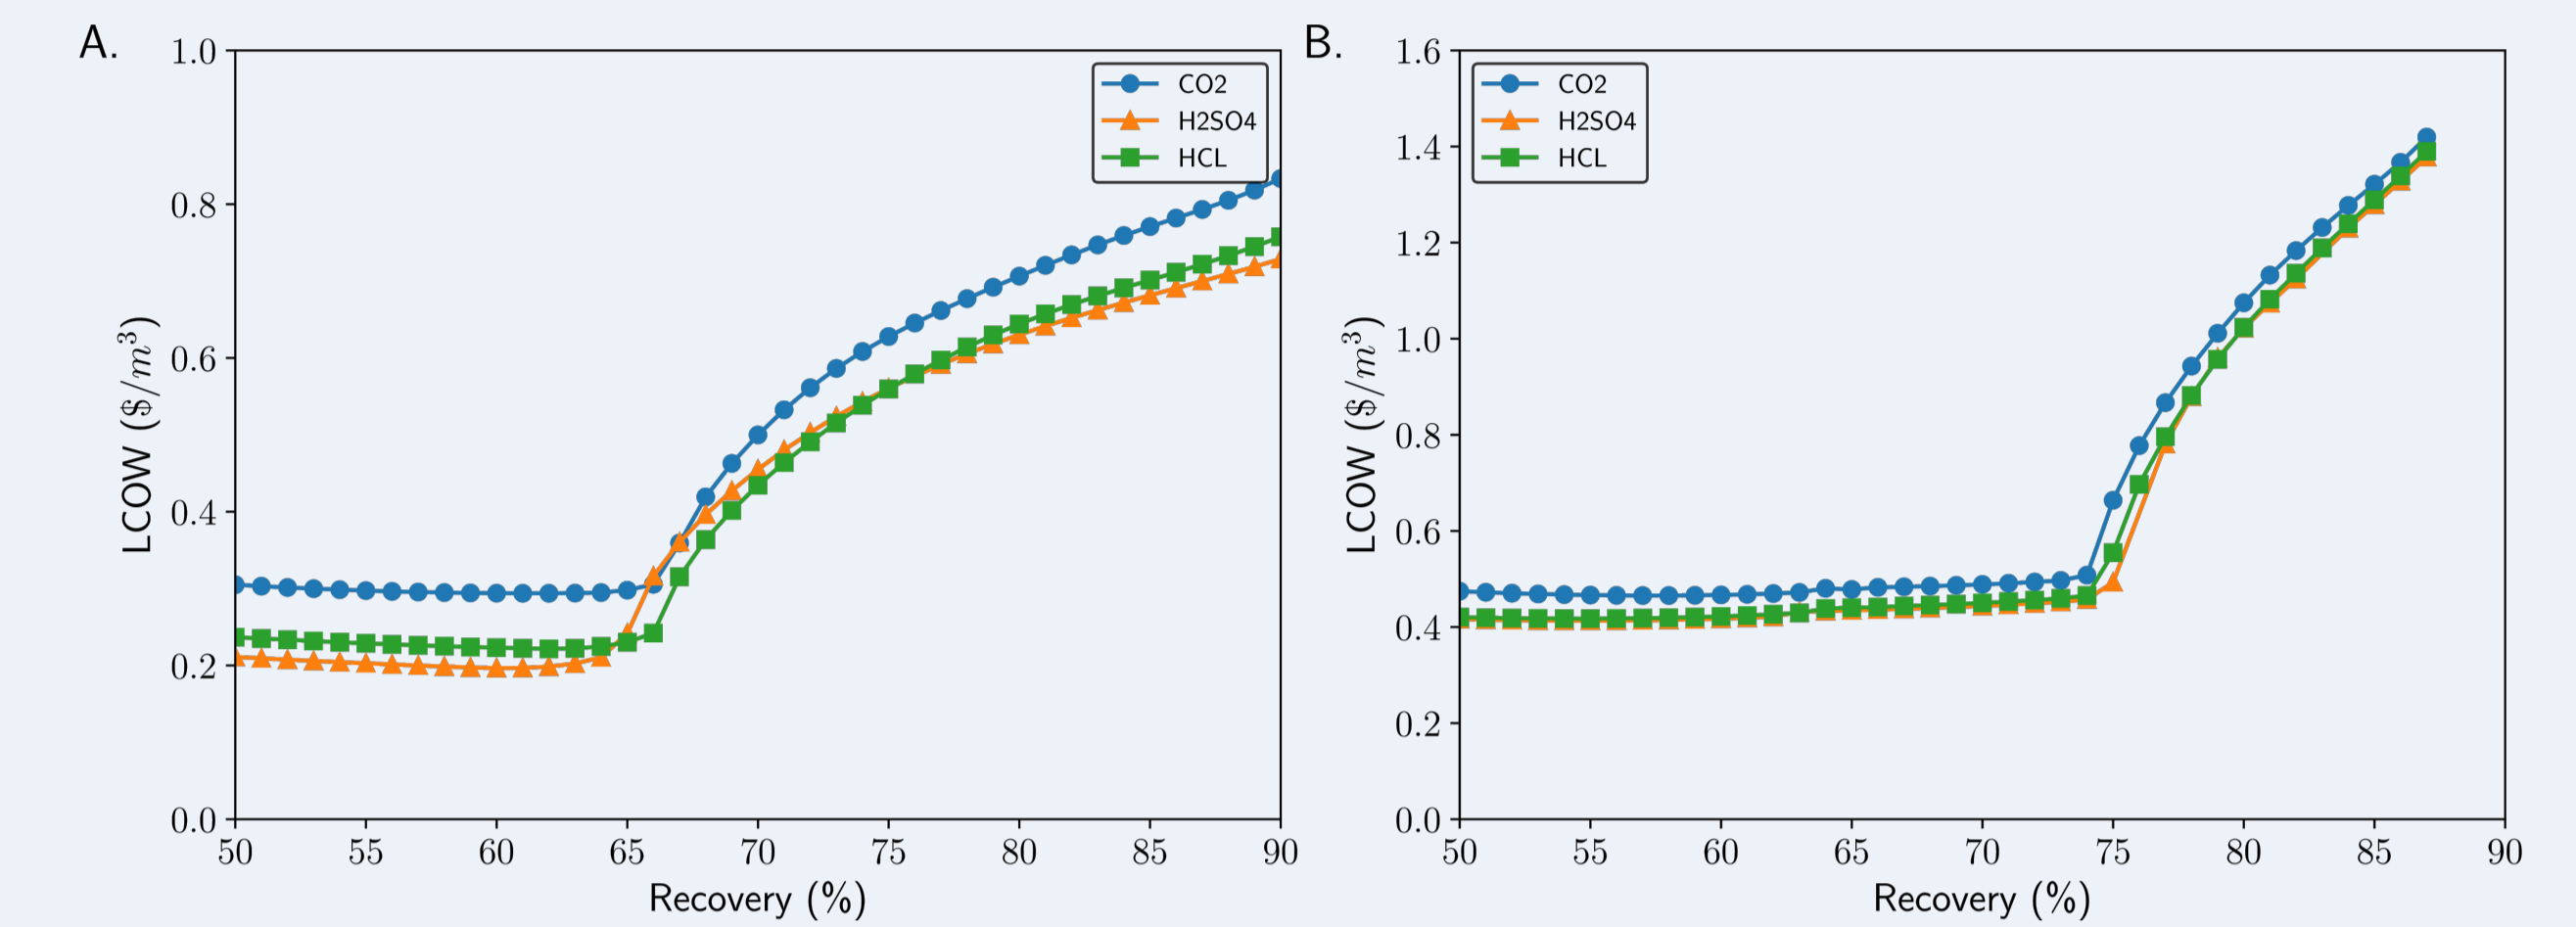 A.
1.0
0.8
0.6
0.4
0.2
0.0
LCOW ($/m³)
50 55 60 65 70 75 80 85 90
Recovery (%)
CO2
H2SO4
HCL
B.
1.6
1.4
1.2
1.0
0.8
0.6
0.4
0.2
0.0
LCOW ($/m³)
50 55 60 65 70 75 80 85 90
Recovery (%)
CO2
H2SO4
HCL